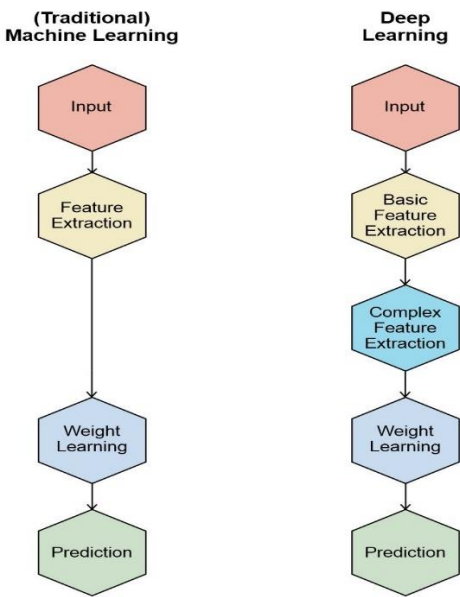 (Traditional)
Machine Learning
Input
Feature
Extraction
Weight
Learning
Prediction
Deep
Learning
Input
Basic
Feature
Extraction
Complex
Feature
Extraction
Weight
Learning
Prediction